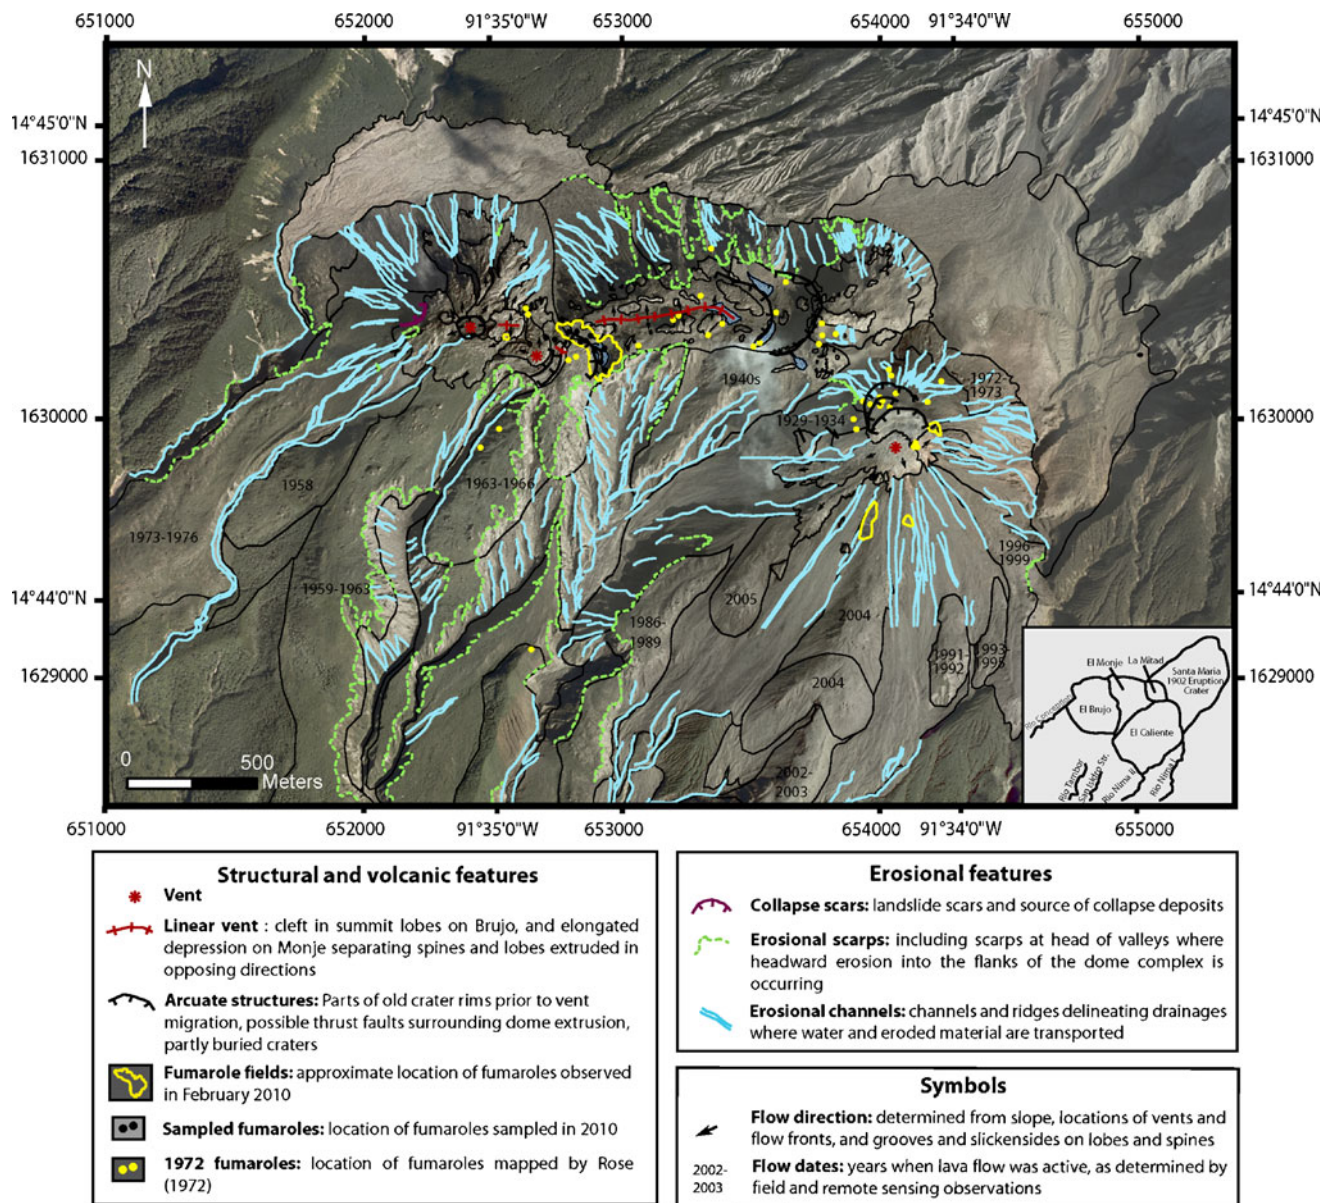 651000 652000 91°35'0"W 653000 654000 91°34'0"W 655000
N
14°45'0"N 14°45'0"N
1631000 1631000
1940s
1972-
1973
1630000 1929-1934 1630000
1958
1963-1966
1973-1976
1996-
1999
1959-1963
14°44'0"N 14°44'0"N
2005
2004
1986-
1989
1991-
1992
1993-
1995
1629000 2004 1629000
El Monje La Mitad
Santa Maria
1902 Eruption
Crater
El Brujo
El Caliente
Rio Tambor
San Isidro Str.
Rio Nima II
Rio Nima I
0 500
Meters
2002-
2003
651000 652000 91°35'0"W 653000 654000 91°34'0"W 655000
Structural and volcanic features
Vent
Linear vent : cleft in summit lobes on Brujo, and elongated
depression on Monje separating spines and lobes extruded in
opposing directions
Arcuate structures: Parts of old crater rims prior to vent
migration, possible thrust faults surrounding dome extrusion,
partly buried craters
Fumarole fields: approximate location of fumaroles observed
in February 2010
Sampled fumaroles: location of fumaroles sampled in 2010
1972 fumaroles: location of fumaroles mapped by Rose
(1972)
Erosional features
Collapse scars: landslide scars and source of collapse deposits
Erosional scarps: including scarps at head of valleys where
headward erosion into the flanks of the dome complex is
occurring
Erosional channels: channels and ridges delineating drainages
where water and eroded material are transported
Symbols
Flow direction: determined from slope, locations of vents and
flow fronts, and grooves and slickensides on lobes and spines
2002-
2003
Flow dates: years when lava flow was active, as determined by
field and remote sensing observations